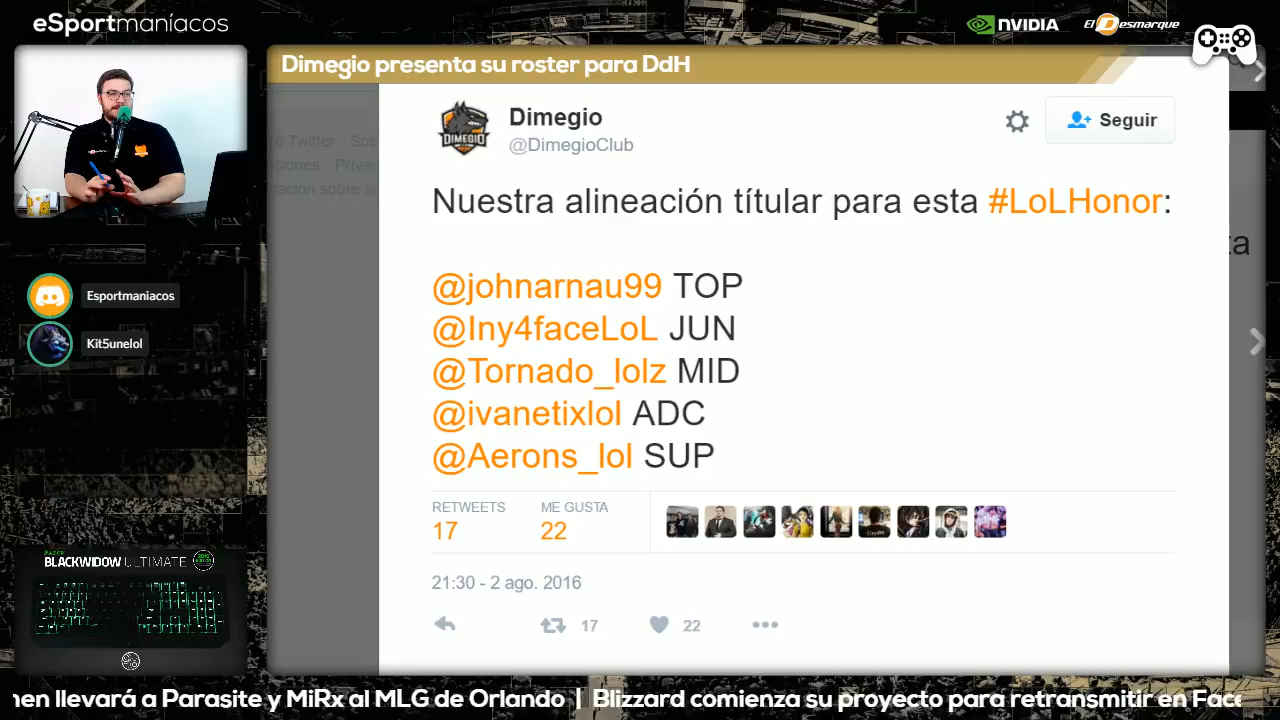 eSportmaníacos
NVIDIA
El Desmarque
Dimegio presenta su roster para DdH
Dimegio
@DimegioClub
Seguir
Nuestra alineación títular para esta #LoLHonor:
@johnarnau99 TOP
@Iny4faceLoL JUN
@Tornado_lolz MID
@ivanetixlol ADC
@Aerons_lol SUP
RETWEETS
17
ME GUSTA
22
21:30 - 2 ago. 2016
17
22
Esportmaniacos
Kit5unelol
RAZER
BLACKWIDOW ULTIMATE
llevará a Parasite y MiRx al MLG de Orlando | Blizzard comienza su proyecto para retransmitir en